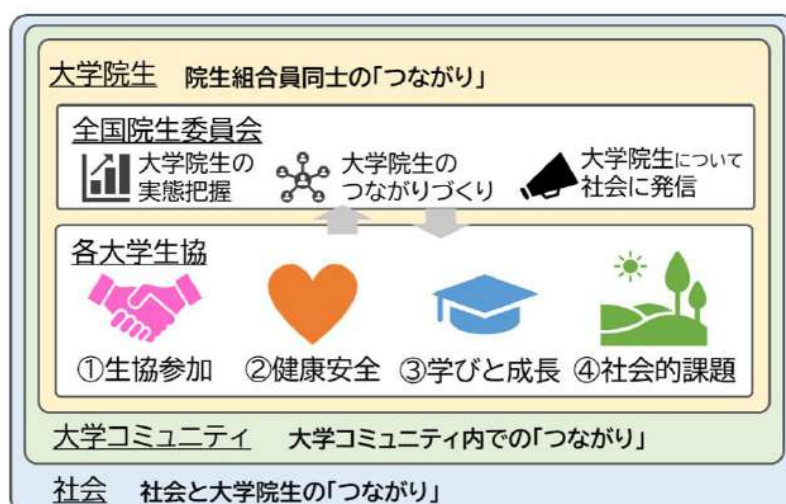 大学院生 院生組合員同士の「つながり」
全国院生委員会
大学院生の
実態把握
大学院生の
つながりづくり
大学院生について
社会に発信
各大学生協
①生協参加
②健康安全
③学びと成長
④社会的課題
大学コミュニティ 大学コミュニティ内での「つながり」
社会 社会と大学院生の「つながり」